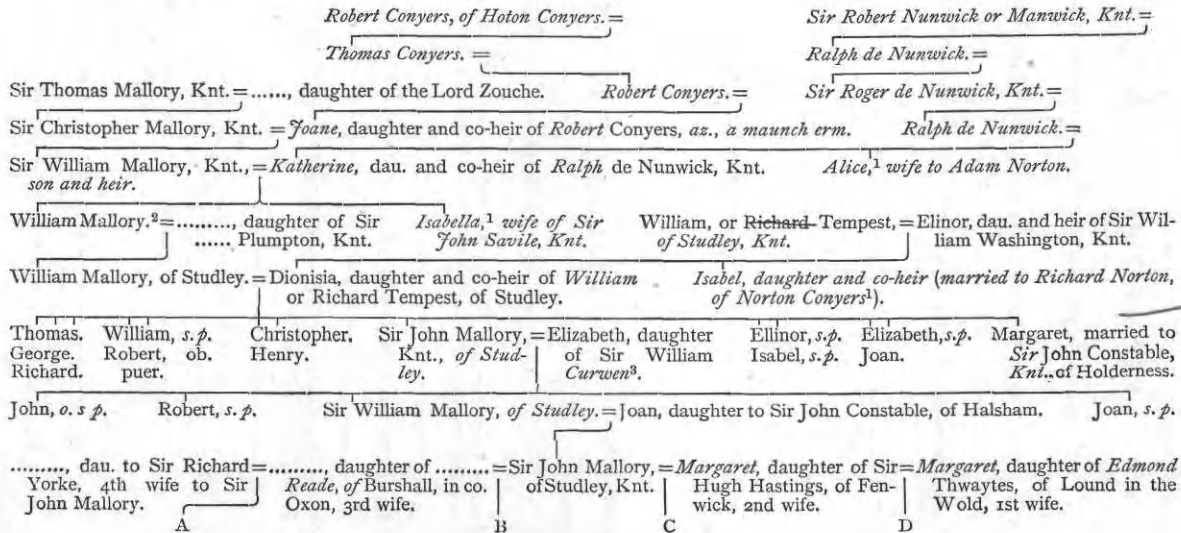 Robert Conyers, of Hoton Conyers. = Sir Robert Nunwick or Manwick, Knt. =
Thomas Conyers. = Ralph de Nunwick. =
Sir Thomas Mallory, Knt. = ......, daughter of the Lord Zouche. Robert Conyers. = Sir Roger de Nunwick, Knt. =
Sir Christopher Mallory, Knt. = Joane, daughter and co-heir of Robert Conyers, az., a maunch erm. Ralph de Nunwick. =
Sir William Mallory, Knt., = Katherine, dau. and co-heir of Ralph de Nunwick, Knt. Alice,¹ wife to Adam Norton.
son and heir.
William Mallory.² = ........., daughter of Sir Isabella,¹ wife of Sir William, or Richard Tempest, = Elinor, dau. and heir of Sir Wil-
...... Plumpton, Knt. John Savile, Knt. of Studley, Knt. liam Washington, Knt.
William Mallory, of Studley. = Dionisia, daughter and co-heir of William Isabel, daughter and co-heir (married to Richard Norton,
or Richard Tempest, of Studley. of Norton Conyers¹).
Thomas. William, s.p. Christopher. Sir John Mallory, = Elizabeth, daughter Ellinor, s.p. Elizabeth, s.p. Margaret, married to
George. Robert, ob. Henry. Knt., of Stud- of Sir William Isabel, s.p. Joan. Sir John Constable,
Richard. puer. ley. Curwen³. Knt., of Holderness.
John, o. s p. Robert, s.p. Sir William Mallory, of Studley. = Joan, daughter to Sir John Constable, of Halsham. Joan, s.p.
........., dau. to Sir Richard = ........., daughter of ......... = Sir John Mallory, = Margaret, daughter of Sir = Margaret, daughter of Edmond
Yorke, 4th wife to Sir Reade, of Burshall, in co. of Studley, Knt. Hugh Hastings, of Fen- Thwaytes, of Lound in the
John Mallory. Oxon, 3rd wife. wick, 2nd wife. Wold, 1st wife.
A B C D